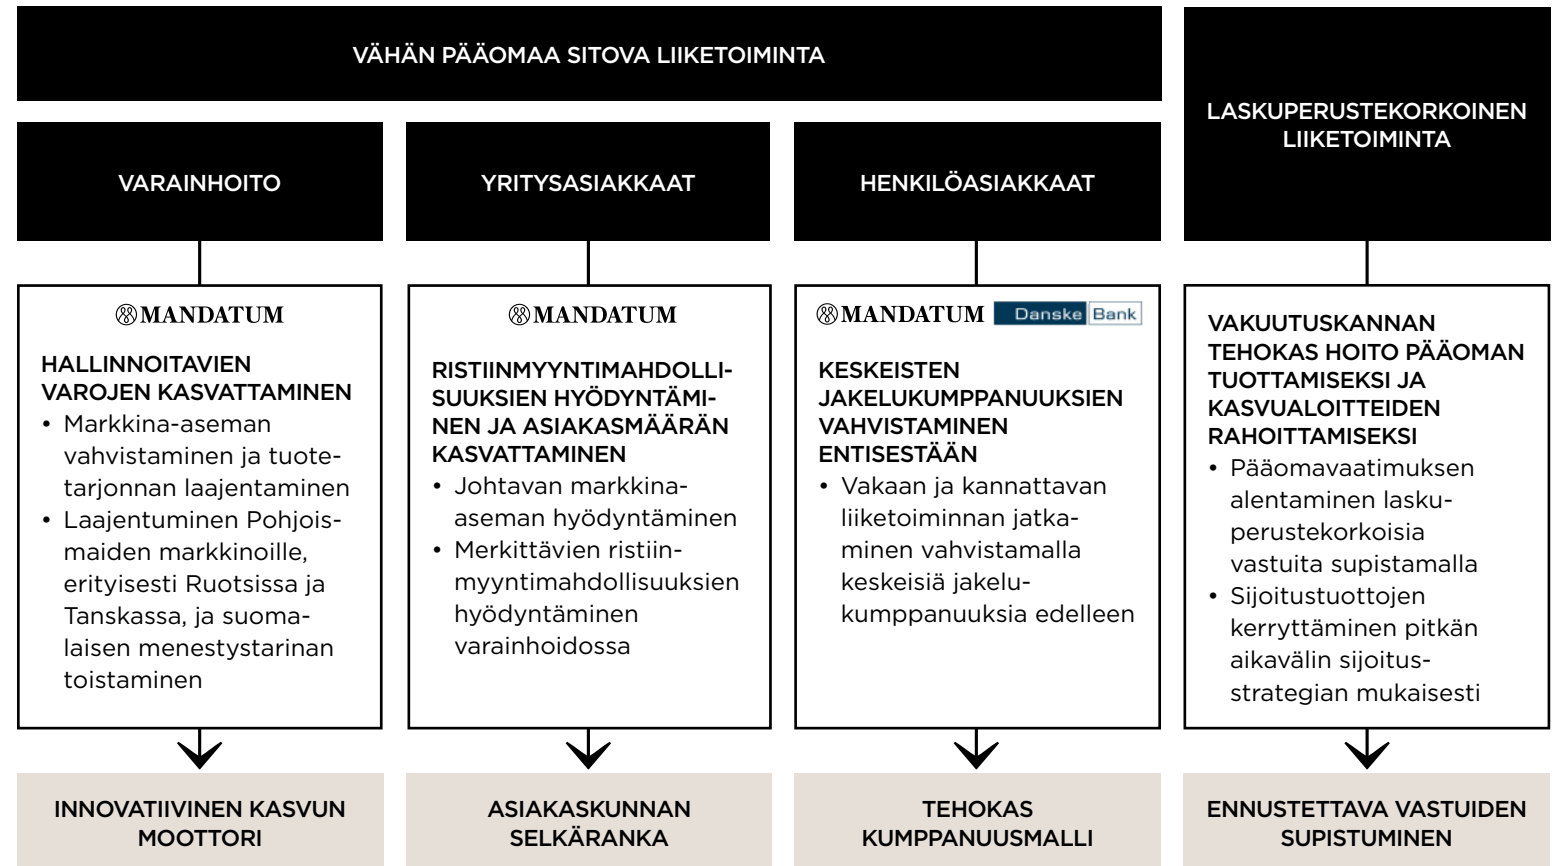 VÄHÄN PÄÄOMAA SITOVA LIIKETOIMINTA
VARAINHOITO
MANDATUM
HALLINNOITAVIEN
VAROJEN KASVATTAMINEN
• Markkina-aseman
vahvistaminen ja tuote-
tarjonnan laajentaminen
• Laajentuminen Pohjois-
maiden markkinoille,
erityisesti Ruotsissa ja
Tanskassa, ja suoma-
laisen menestystarinan
toistaminen
INNOVATIIVINEN KASVUN
MOOTTORI
YRITYSASIAKKAAT
MANDATUM
RISTIINMYYNTIMAHDOLLI-
SUUKSIEN HYÖDYNTÄMI-
NEN JA ASIAKASMÄÄRÄN
KASVATTAMINEN
• Johtavan markkina-
aseman hyödyntäminen
• Merkittävien ristiin-
myyntimahdollisuuksien
hyödyntäminen
varainhoidossa
ASIAKASKUNNAN
SELKÄRANKA
HENKILÖASIAKKAAT
MANDATUM Danske Bank
KESKEISTEN
JAKELUKUMPPANUUKSIEN
VAHVISTAMINEN
ENTISESTÄÄN
• Vakaan ja kannattavan
liiketoiminnan jatka-
minen vahvistamalla
keskeisiä jakelu-
kumppanuuksia edelleen
TEHOKAS
KUMPPANUUSMALLI
LASKUPERUSTEKORKOINEN
LIIKETOIMINTA
VAKUUTUSKANNAN
TEHOKAS HOITO PÄÄOMAN
TUOTTAMISEKSI JA
KASVUALOITTEIDEN
RAHOITTAMISEKSI
• Pääomavaatimuksen
alentaminen lasku-
perustekorkoisia
vastuita supistamalla
• Sijoitustuottojen
kerryttäminen pitkän
aikavälin sijoitus-
strategian mukaisesti
ENNUSTETTAVA VASTUIDEN
SUPISTUMINEN